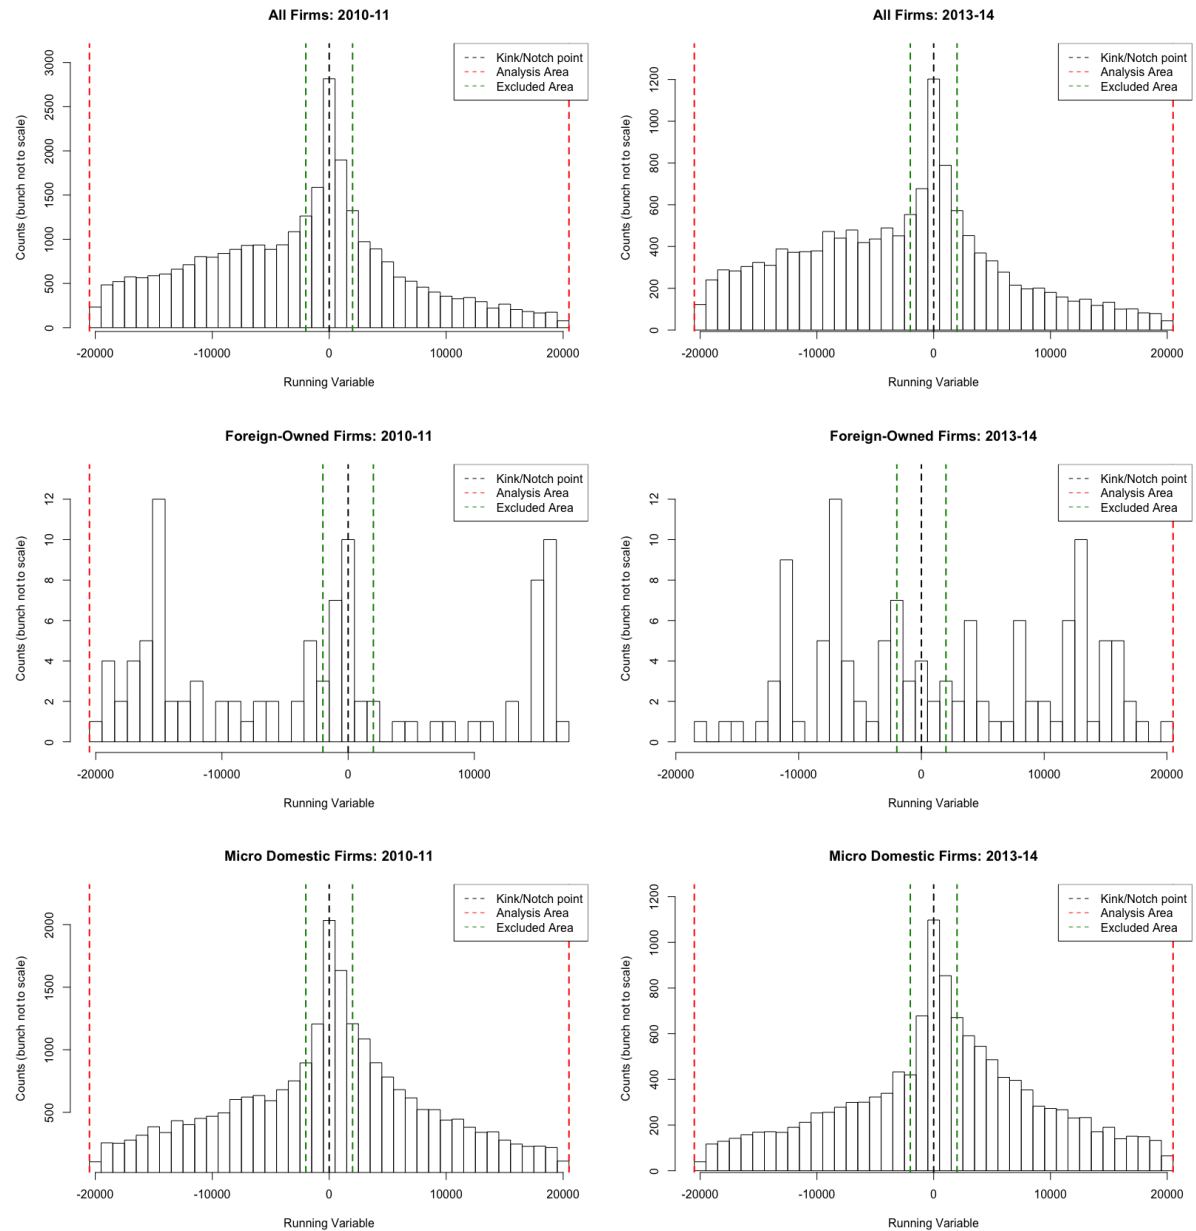 All Firms: 2010-11
Counts (bunch not to scale)
3000
2500
2000
1500
1000
500
0
Kink/Notch point
Analysis Area
Excluded Area
-20000 -10000 0 10000 20000
Running Variable
All Firms: 2013-14
Counts (bunch not to scale)
1200
1000
800
600
400
200
0
Kink/Notch point
Analysis Area
Excluded Area
-20000 -10000 0 10000 20000
Running Variable
Foreign-Owned Firms: 2010-11
Counts (bunch not to scale)
12
10
8
6
4
2
0
Kink/Notch point
Analysis Area
Excluded Area
-20000 -10000 0 10000
Running Variable
Foreign-Owned Firms: 2013-14
Counts (bunch not to scale)
12
10
8
6
4
2
0
Kink/Notch point
Analysis Area
Excluded Area
-20000 -10000 0 10000 20000
Running Variable
Micro Domestic Firms: 2010-11
Counts (bunch not to scale)
2000
1500
1000
500
Kink/Notch point
Analysis Area
Excluded Area
-20000 -10000 0 10000 20000
Running Variable
Micro Domestic Firms: 2013-14
Counts (bunch not to scale)
1200
1000
800
600
400
200
0
Kink/Notch point
Analysis Area
Excluded Area
-20000 -10000 0 10000 20000
Running Variable